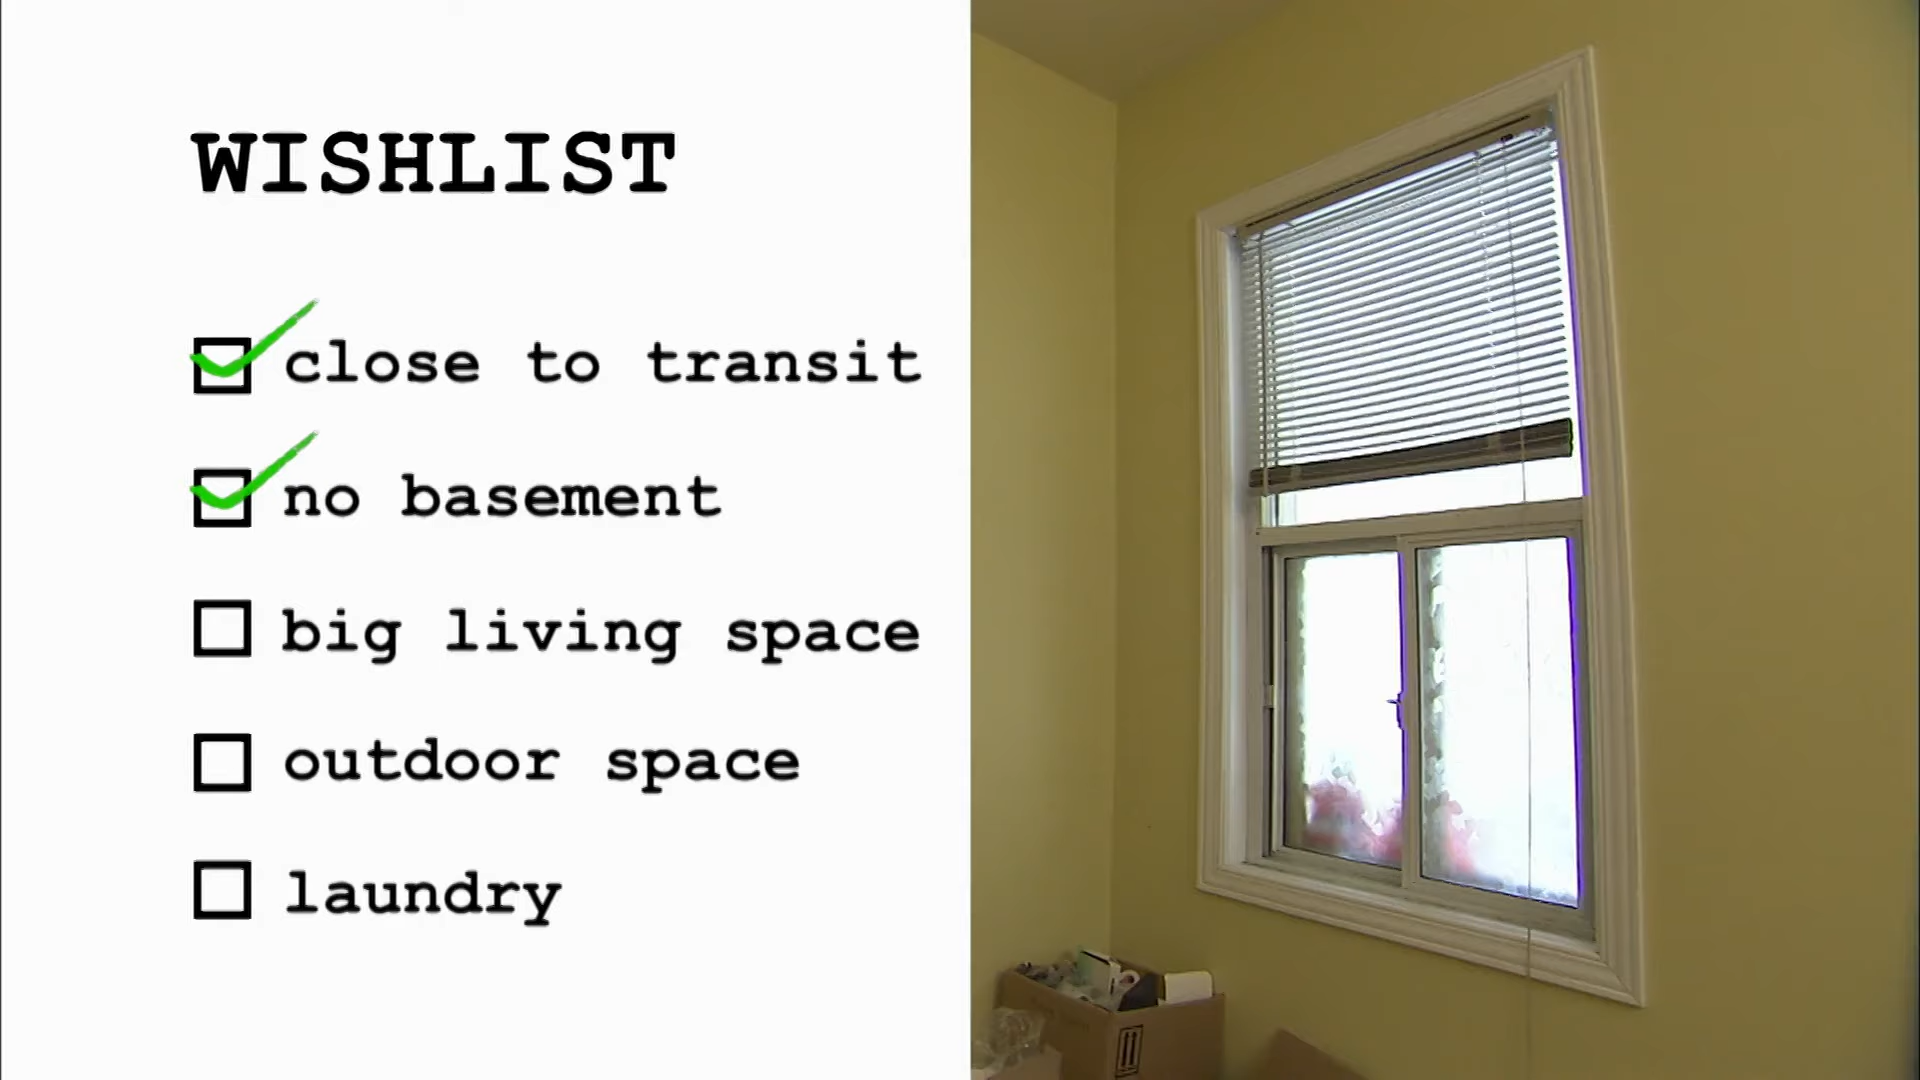 WISHLIST
close to transit
no basement
big living space
outdoor space
laundry